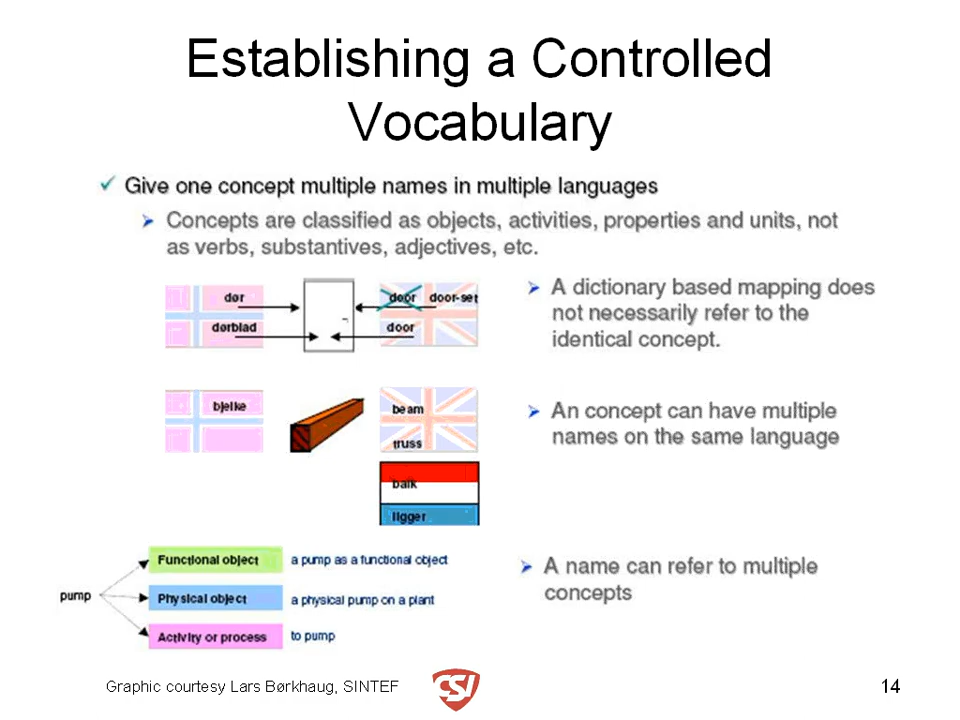 Establishing a Controlled
Vocabulary
Give one concept multiple names in multiple languages
Concepts are classified as objects, activities, properties and units, not
as verbs, substantives, adjectives, etc.
dør
dørblad
door door-set
door
A dictionary based mapping does
not necessarily refer to the
identical concept.
bjelke
beam
truss
balk
ligger
An concept can have multiple
names on the same language
pump
Functional object
a pump as a functional object
Physical object
a physical pump on a plant
Activity or process
to pump
A name can refer to multiple
concepts
Graphic courtesy Lars Børkhaug, SINTEF
CSI
14